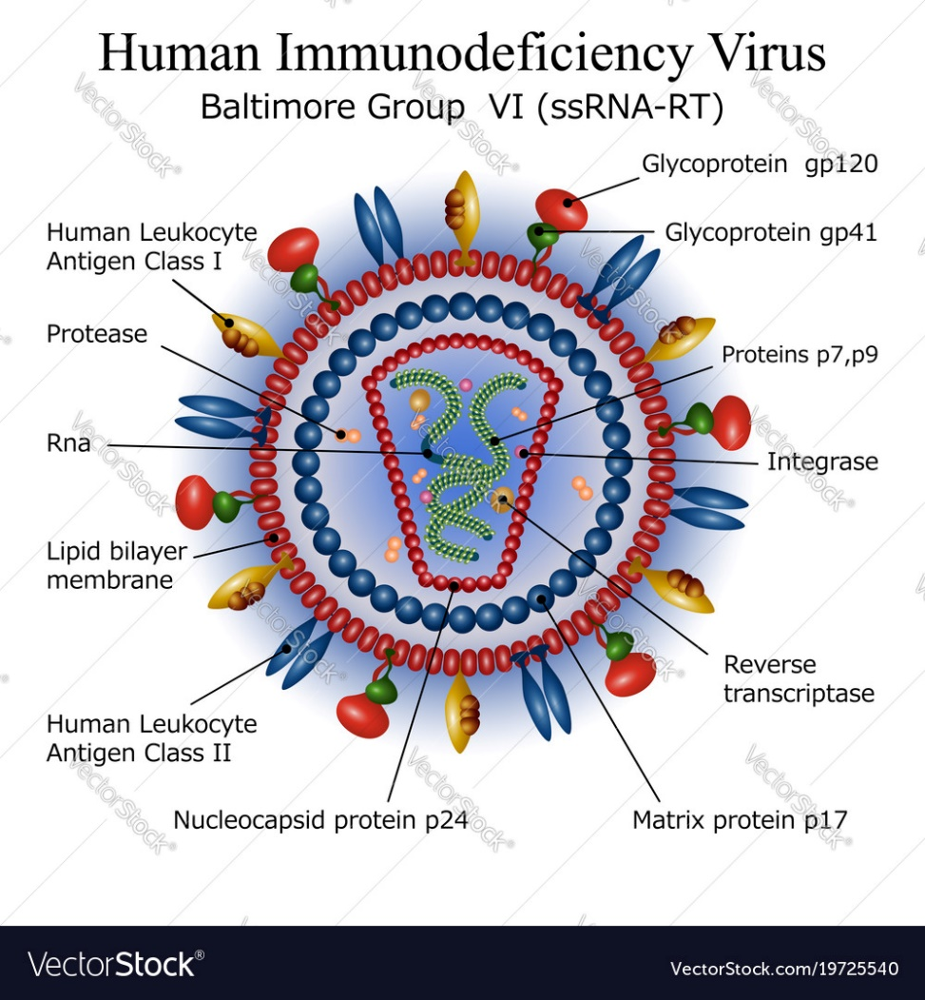 Human Immunodeficiency Virus
Baltimore Group VI (ssRNA-RT)
Glycoprotein gp120
Human Leukocyte
Antigen Class I
Glycoprotein gp41
Protease
Proteins p7,p9
Rna
Integrase
Lipid bilayer
membrane
Reverse
transcriptase
Human Leukocyte
Antigen Class II
Nucleocapsid protein p24
Matrix protein p17
VectorStock®
VectorStock.com/19725540